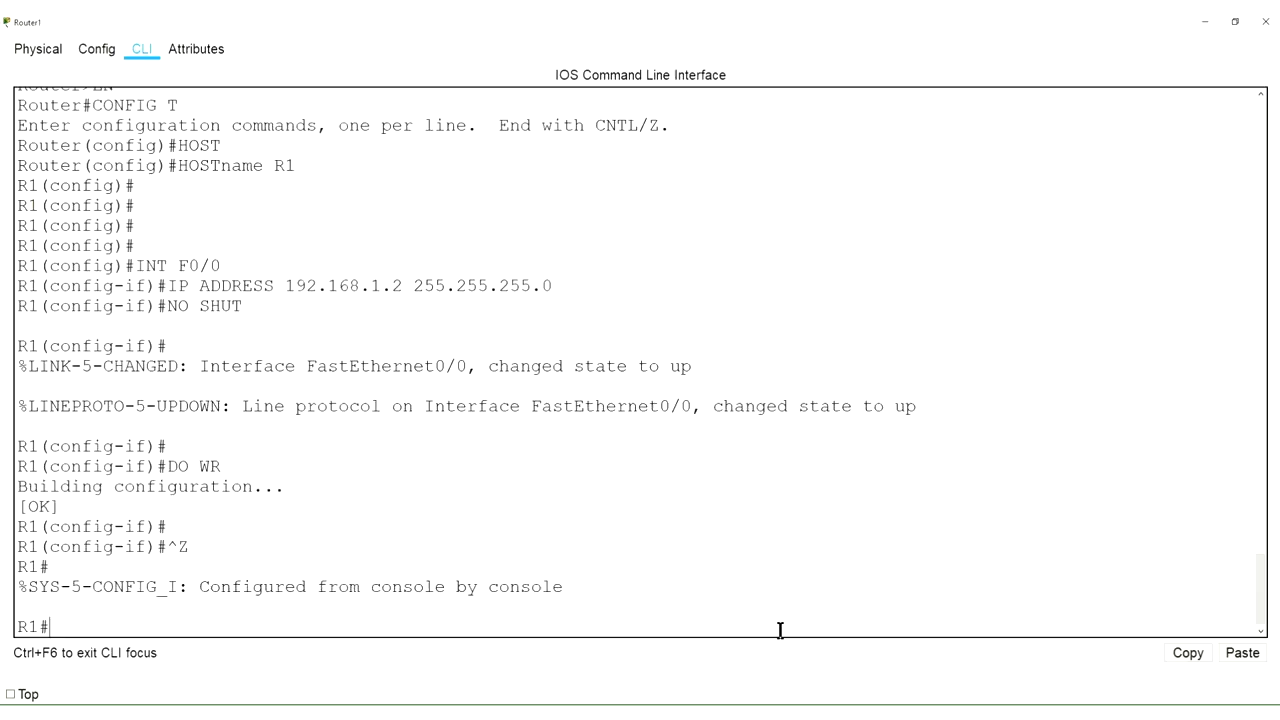 Router1
Physical Config CLI Attributes
IOS Command Line Interface
Router>EN
Router#CONFIG T
Enter configuration commands, one per line.  End with CNTL/Z.
Router(config)#HOST
Router(config)#HOSTname R1
R1(config)#
R1(config)#
R1(config)#
R1(config)#
R1(config)#INT F0/0
R1(config-if)#IP ADDRESS 192.168.1.2 255.255.255.0
R1(config-if)#NO SHUT
R1(config-if)#
%LINK-5-CHANGED: Interface FastEthernet0/0, changed state to up
%LINEPROTO-5-UPDOWN: Line protocol on Interface FastEthernet0/0, changed state to up
R1(config-if)#
R1(config-if)#DO WR
Building configuration...
[OK]
R1(config-if)#
R1(config-if)#^Z
R1#
%SYS-5-CONFIG_I: Configured from console by console
R1#
Ctrl+F6 to exit CLI focus
Copy Paste
Top